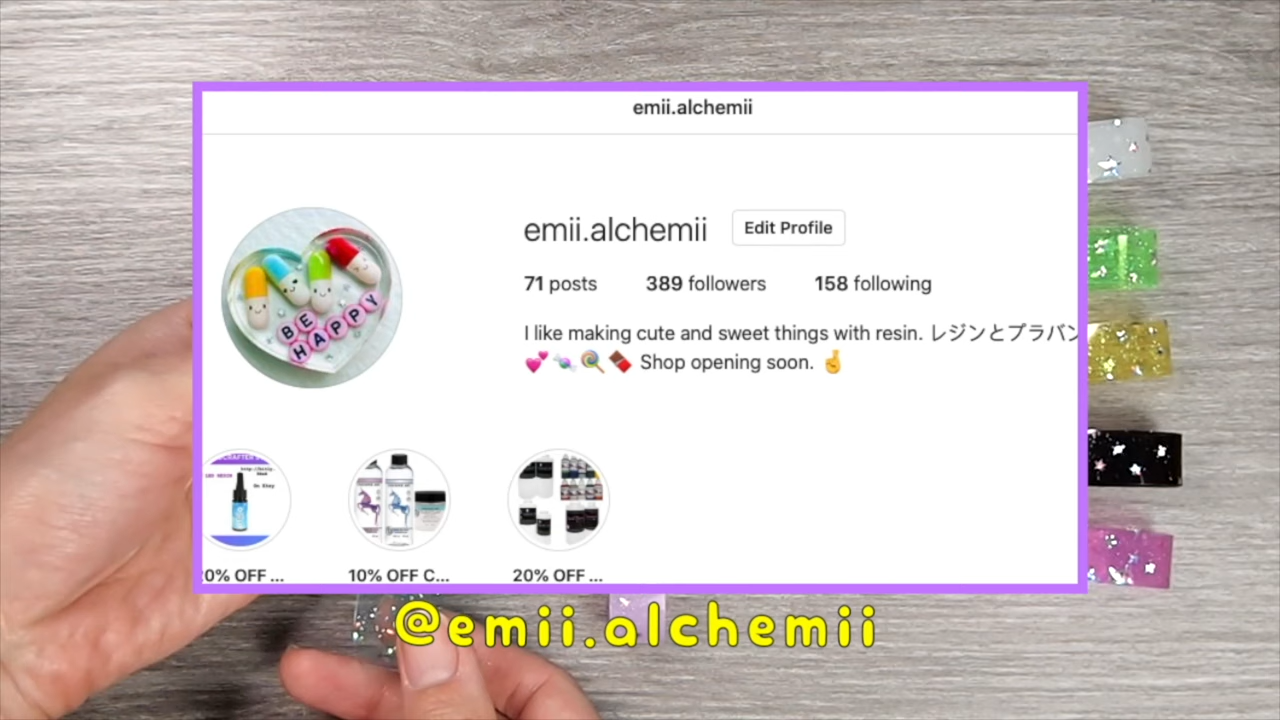 emii.alchemii
emii.alchemii Edit Profile
71 posts 389 followers 158 following
I like making cute and sweet things with resin. レジンとプラバン
💕🍬🍭🍫 Shop opening soon. 🤞
BE
HAPPY
20% OFF ...
10% OFF C...
20% OFF ...
@emii.alchemii